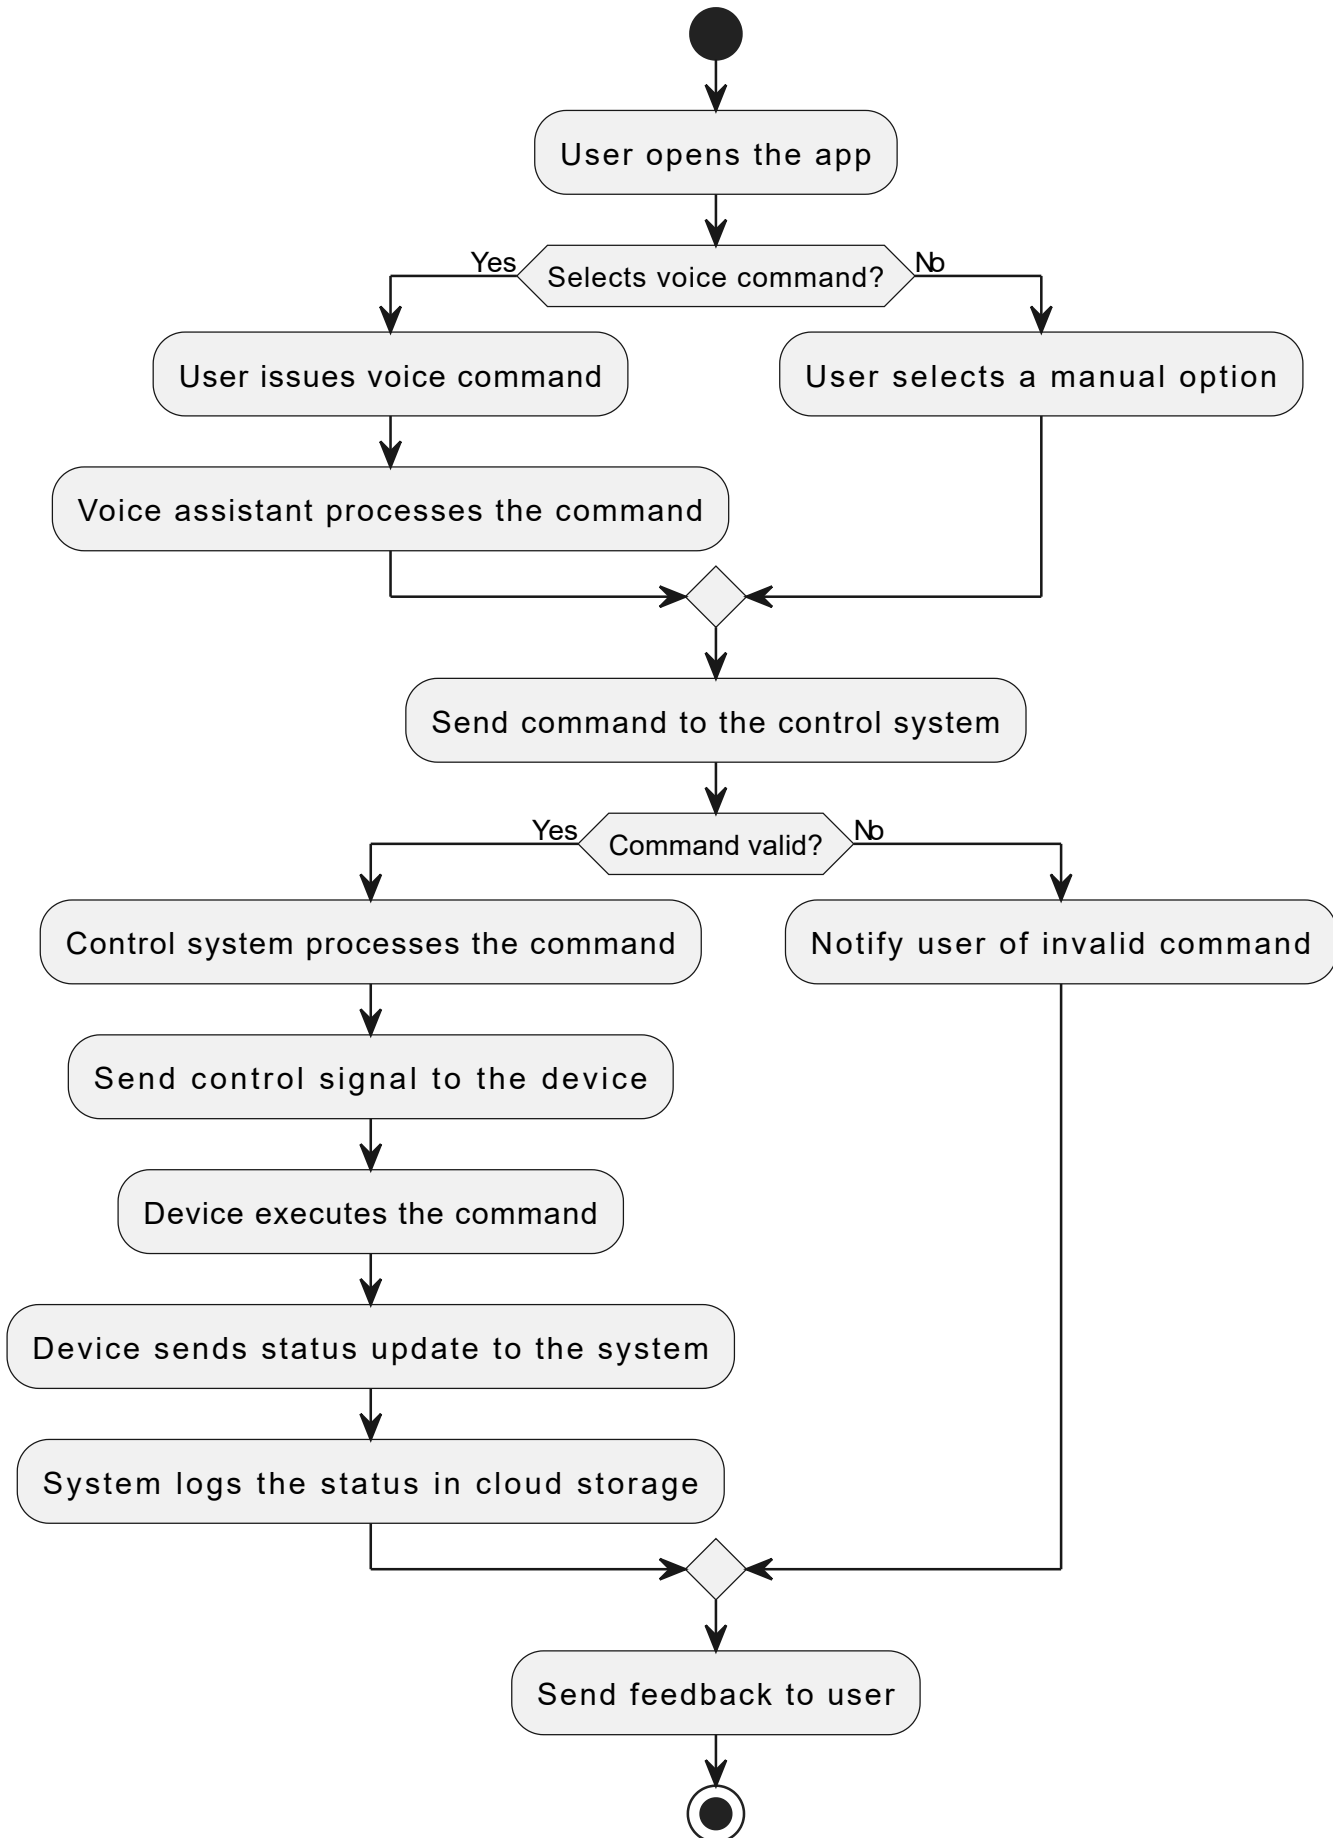 User opens the app
Yes
Selects voice command?
No
User issues voice command
User selects a manual option
Voice assistant processes the command
Send command to the control system
Yes
Command valid?
No
Control system processes the command
Notify user of invalid command
Send control signal to the device
Device executes the command
Device sends status update to the system
System logs the status in cloud storage
Send feedback to user